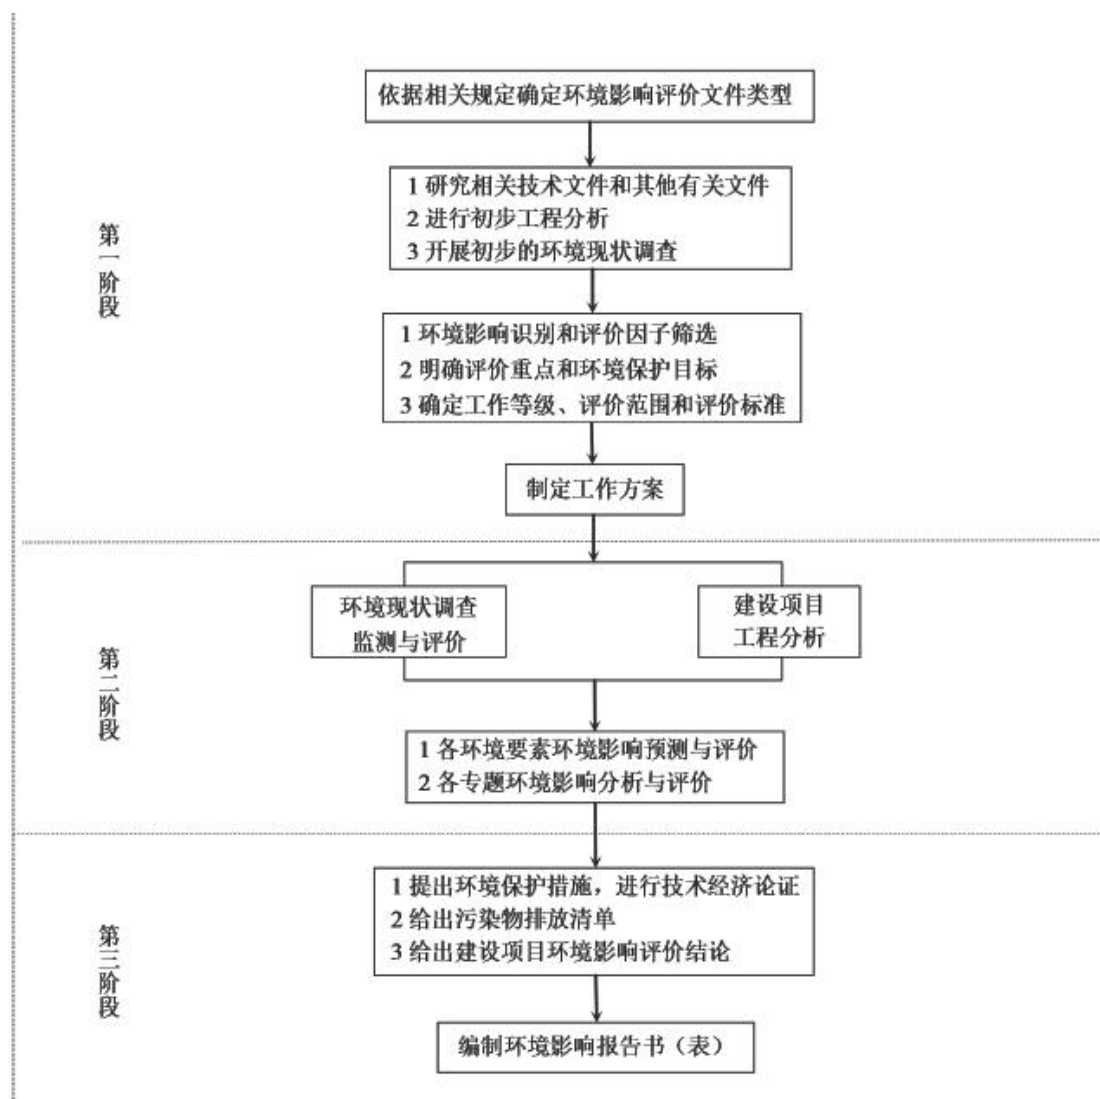 依据相关规定确定环境影响评价文件类型
1 研究相关技术文件和其他有关文件
2 进行初步工程分析
3 开展初步的环境现状调查
第一阶段
1 环境影响识别和评价因子筛选
2 明确评价重点和环境保护目标
3 确定工作等级、评价范围和评价标准
制定工作方案
环境现状调查
监测与评价
建设项目
工程分析
第二阶段
1 各环境要素环境影响预测与评价
2 各专题环境影响分析与评价
1 提出环境保护措施，进行技术经济论证
2 给出污染物排放清单
3 给出建设项目环境影响评价结论
第三阶段
编制环境影响报告书（表）